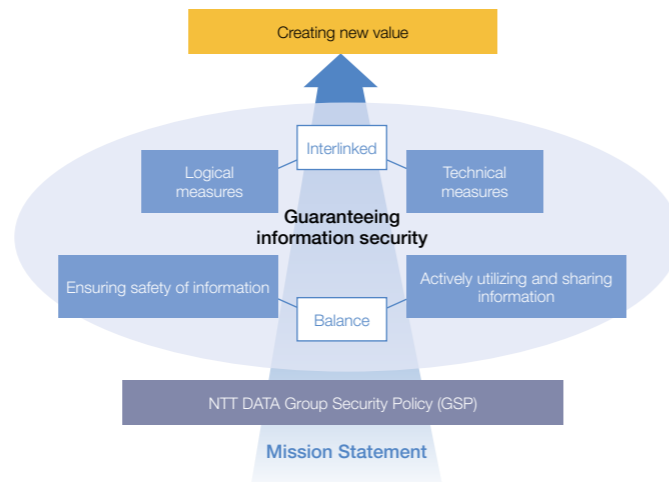 Creating new value
Interlinked
Logical
measures
Technical
measures
Guaranteeing
information security
Ensuring safety of information
Actively utilizing and sharing
information
Balance
NTT DATA Group Security Policy (GSP)
Mission Statement